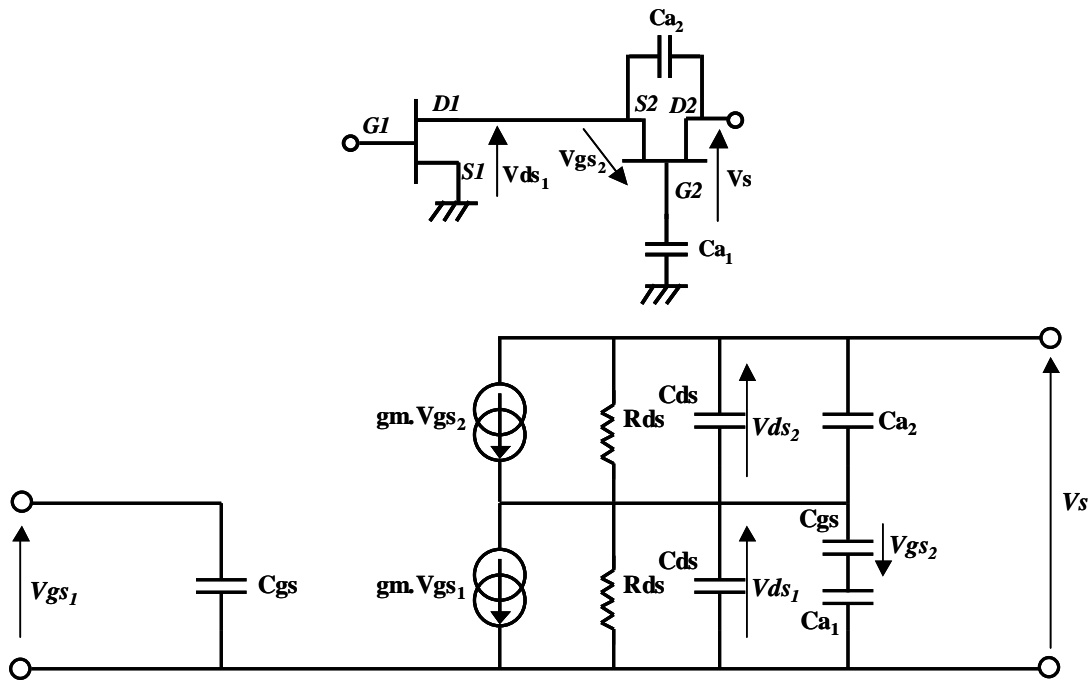 Ca₂
D1
S2
D2
G1
S1
Vds₁
Vgs₂
G2
Vs
Ca₁
gm.Vgs₂
Rds
Cds
Vds₂
Ca₂
Vs
Vgs₁
Cgs
gm.Vgs₁
Rds
Cds
Vds₁
Cgs
Vgs₂
Ca₁